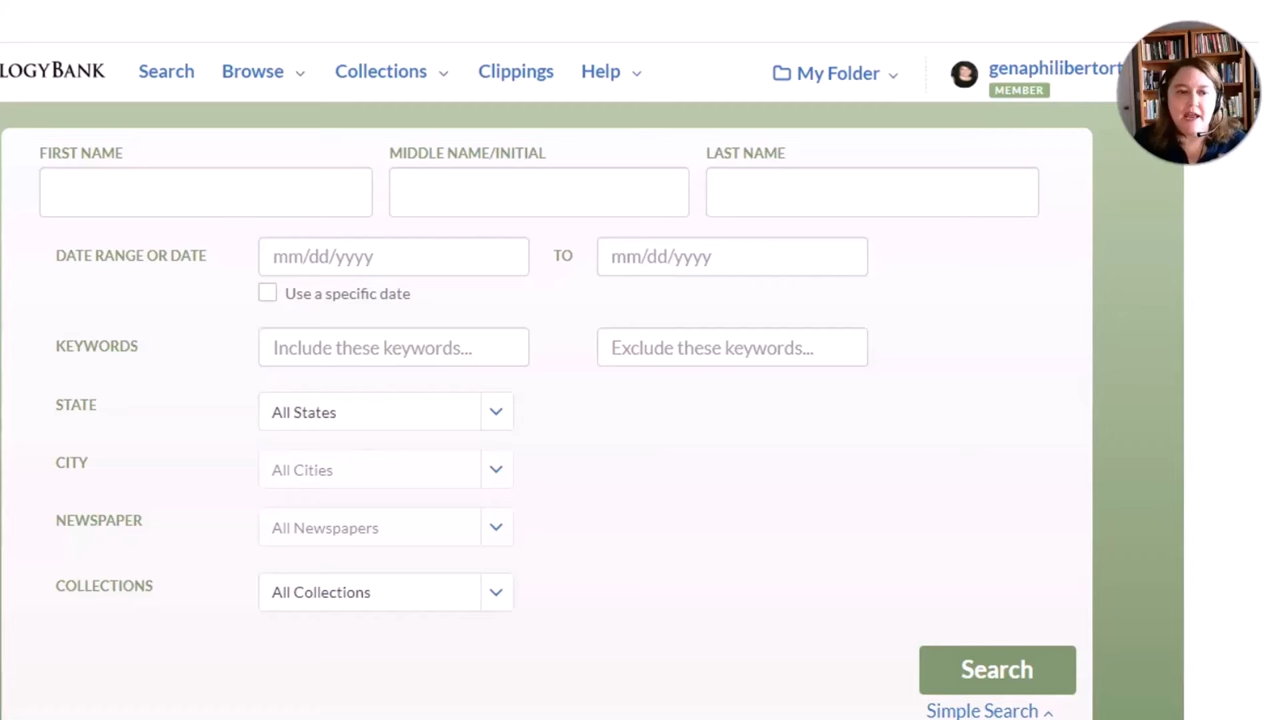 LOGYBANK Search Browse Collections Clippings Help My Folder genaphilibertort
MEMBER
FIRST NAME MIDDLE NAME/INITIAL LAST NAME
DATE RANGE OR DATE mm/dd/yyyy TO mm/dd/yyyy
Use a specific date
KEYWORDS Include these keywords... Exclude these keywords...
STATE All States
CITY All Cities
NEWSPAPER All Newspapers
COLLECTIONS All Collections
Search
Simple Search